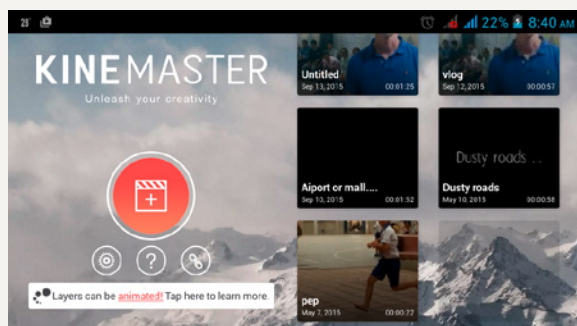 25°
22% 8:40 AM
KINEMASTER
Unleash your creativity
Untitled
Sep 13, 2015 00:01:25
vlog
Sep 12, 2015 00:00:57
Aiport or mall....
Sep 10, 2015 00:01:52
Dusty roads ..
Dusty roads
May 10, 2015 00:00:58
pep
May 7, 2015 00:00:22
?
Layers can be animated! Tap here to learn more.